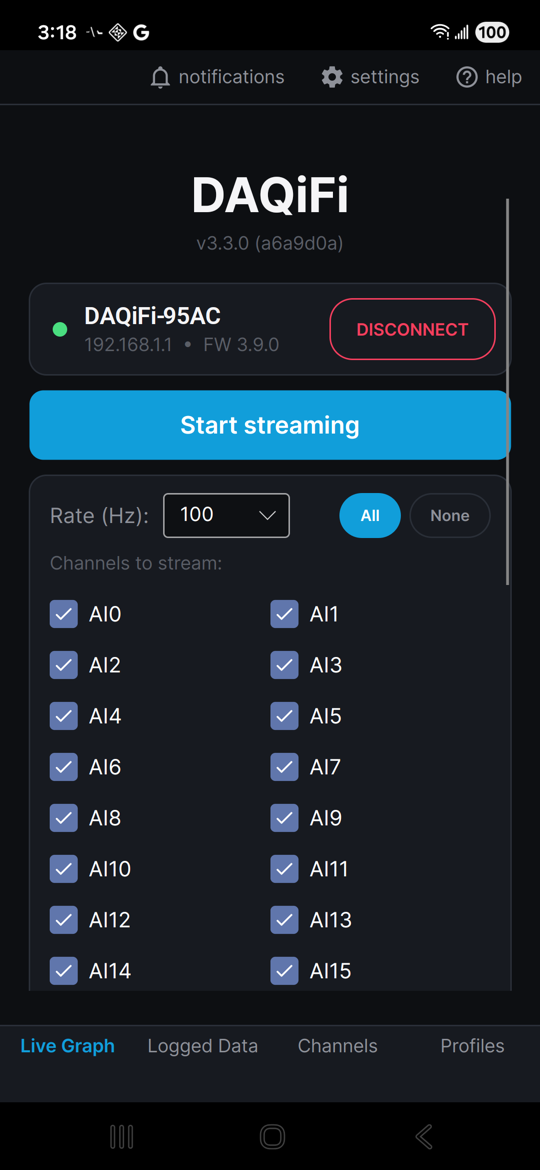 3:18 G 100
notifications settings help
DAQiFi
v3.3.0 (a6a9d0a)
DAQiFi-95AC
192.168.1.1 • FW 3.9.0
DISCONNECT
Start streaming
Rate (Hz): 100 All None
Channels to stream:
AI0 AI1
AI2 AI3
AI4 AI5
AI6 AI7
AI8 AI9
AI10 AI11
AI12 AI13
AI14 AI15
Live Graph Logged Data Channels Profiles